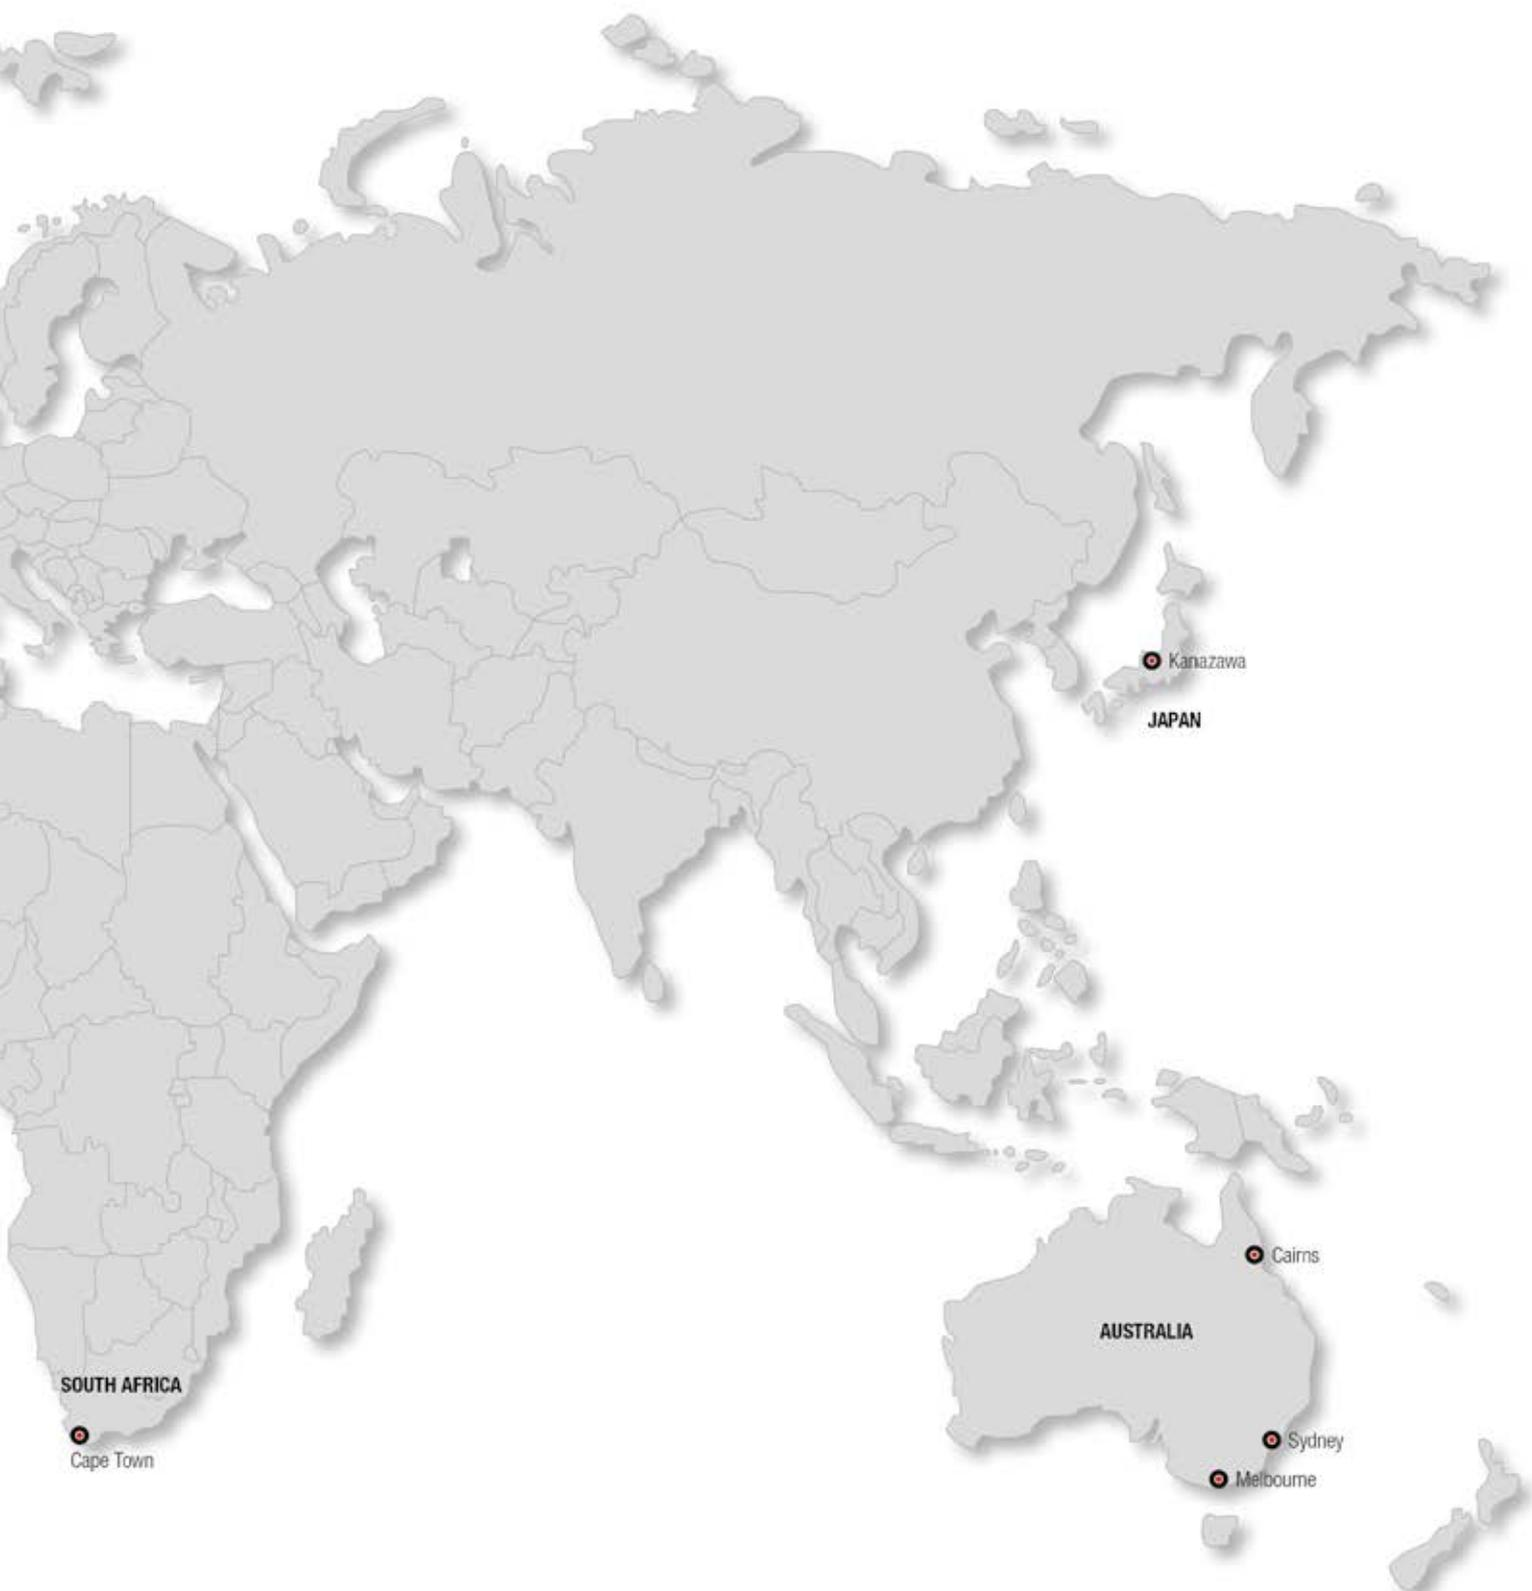 Kanazawa
JAPAN
Cairns
AUSTRALIA
SOUTH AFRICA
Cape Town
Sydney
Melbourne